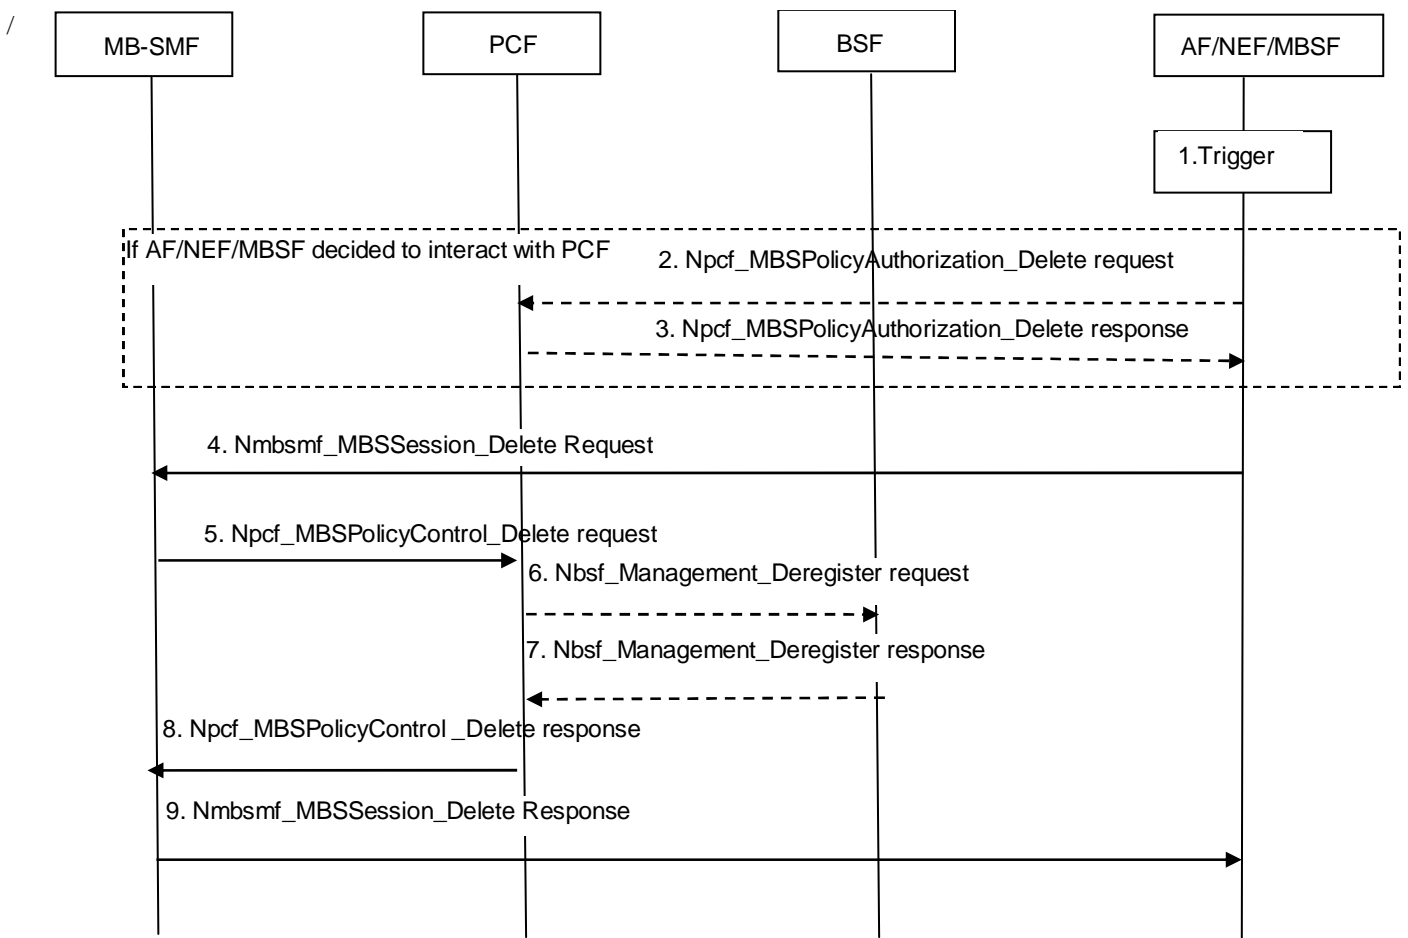 /
MB-SMF
PCF
BSF
AF/NEF/MBSF
1.Trigger
If AF/NEF/MBSF decided to interact with PCF
2. Npcf_MBSPolicyAuthorization_Delete request
3. Npcf_MBSPolicyAuthorization_Delete response
4. Nmbsmf_MBSSession_Delete Request
5. Npcf_MBSPolicyControl_Delete request
6. Nbsf_Management_Deregister request
7. Nbsf_Management_Deregister response
8. Npcf_MBSPolicyControl _Delete response
9. Nmbsmf_MBSSession_Delete Response